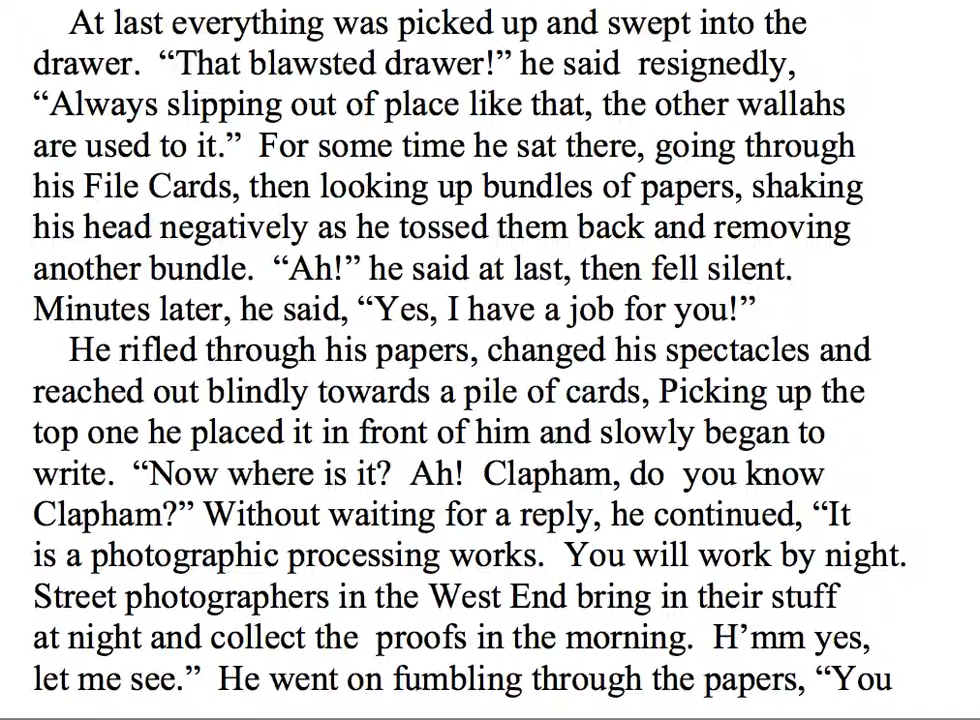 At last everything was picked up and swept into the
drawer. “That blawsted drawer!” he said resignedly,
“Always slipping out of place like that, the other wallahs
are used to it.” For some time he sat there, going through
his File Cards, then looking up bundles of papers, shaking
his head negatively as he tossed them back and removing
another bundle. “Ah!” he said at last, then fell silent.
Minutes later, he said, “Yes, I have a job for you!”
He rifled through his papers, changed his spectacles and
reached out blindly towards a pile of cards, Picking up the
top one he placed it in front of him and slowly began to
write. “Now where is it? Ah! Clapham, do you know
Clapham?” Without waiting for a reply, he continued, “It
is a photographic processing works. You will work by night.
Street photographers in the West End bring in their stuff
at night and collect the proofs in the morning. H’mm yes,
let me see.” He went on fumbling through the papers, “You